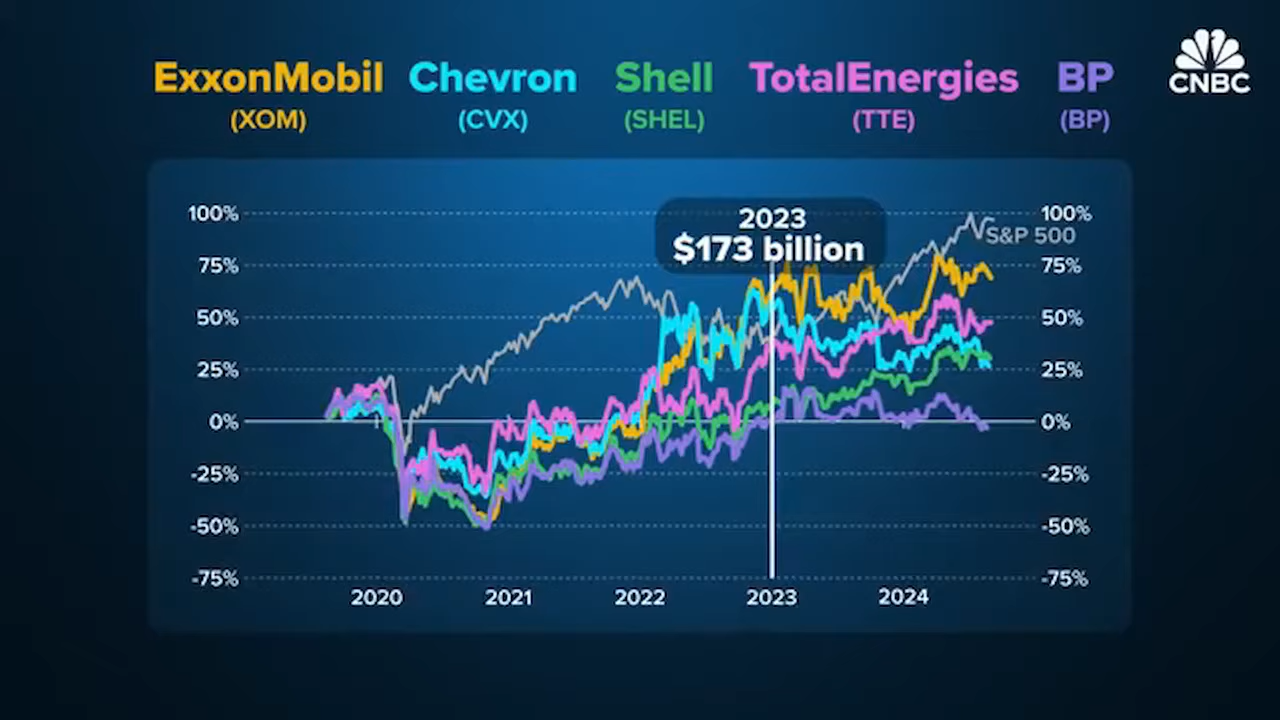 CNBC
ExxonMobil Chevron Shell TotalEnergies BP
(XOM) (CVX) (SHEL) (TTE) (BP)
2023
$173 billion
100% 100%
S&P 500
75% 75%
50% 50%
25% 25%
0% 0%
-25% -25%
-50% -50%
-75% -75%
2020 2021 2022 2023 2024